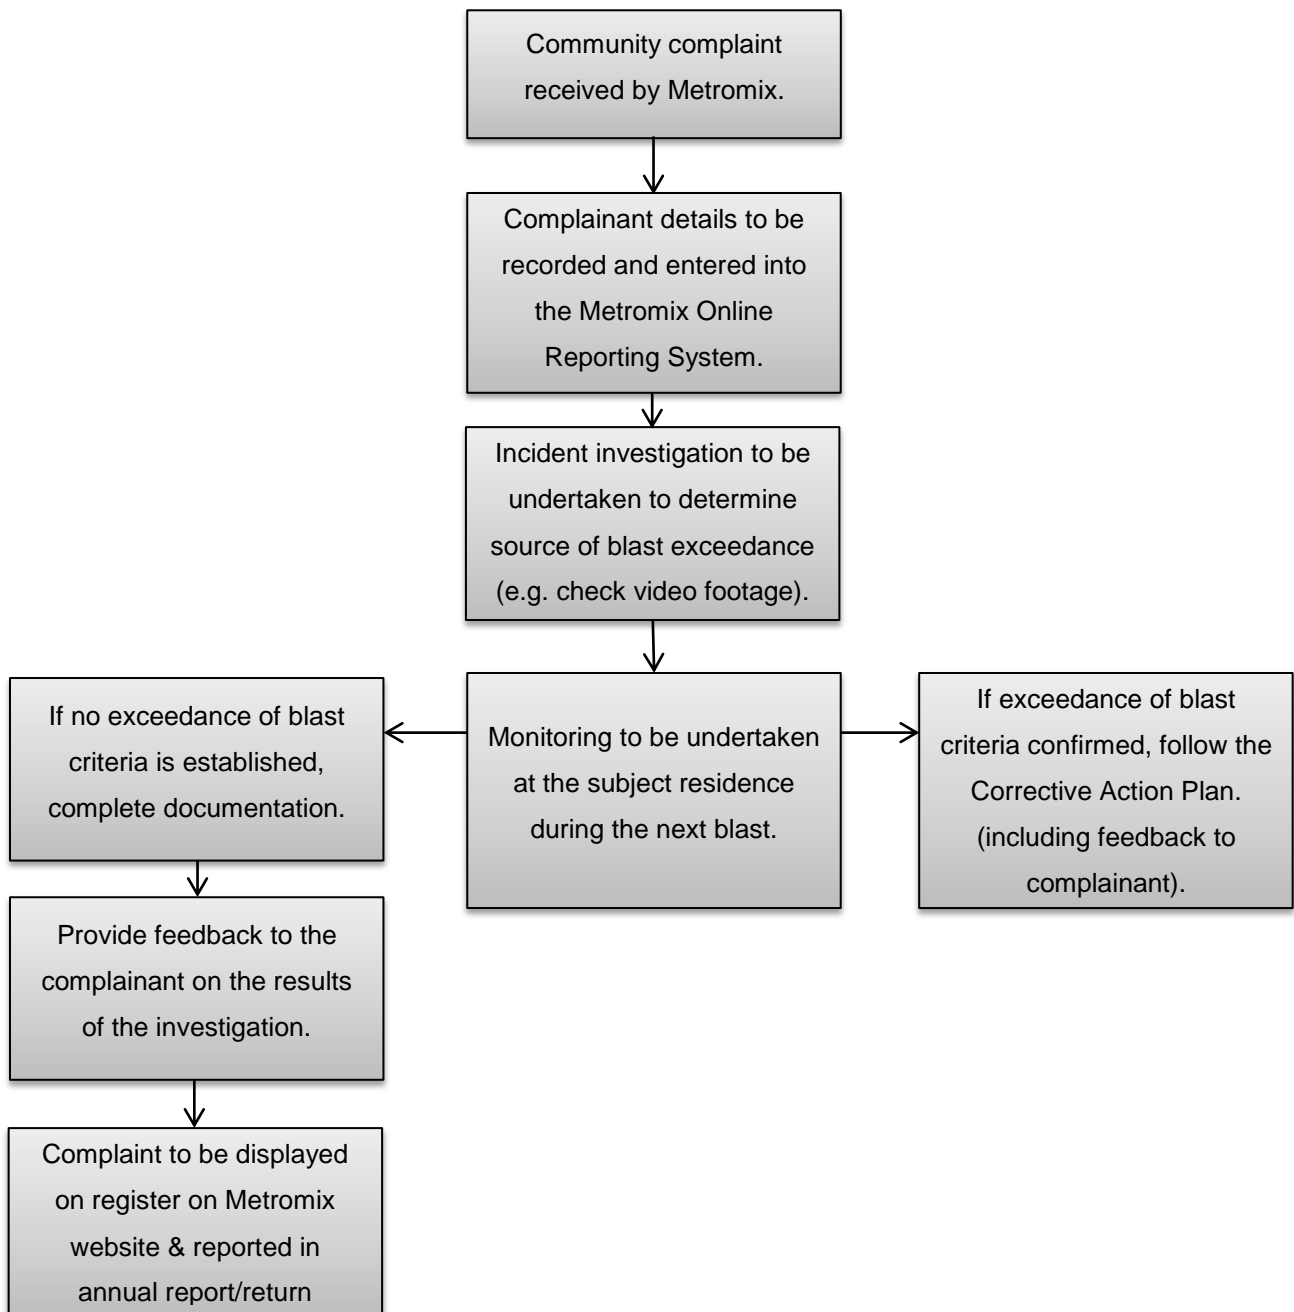 Community complaint
received by Metromix.
Complainant details to be
recorded and entered into
the Metromix Online
Reporting System.
Incident investigation to be
undertaken to determine
source of blast exceedance
(e.g. check video footage).
If no exceedance of blast
criteria is established,
complete documentation.
Monitoring to be undertaken
at the subject residence
during the next blast.
If exceedance of blast
criteria confirmed, follow the
Corrective Action Plan.
(including feedback to
complainant).
Provide feedback to the
complainant on the results
of the investigation.
Complaint to be displayed
on register on Metromix
website & reported in
annual report/return